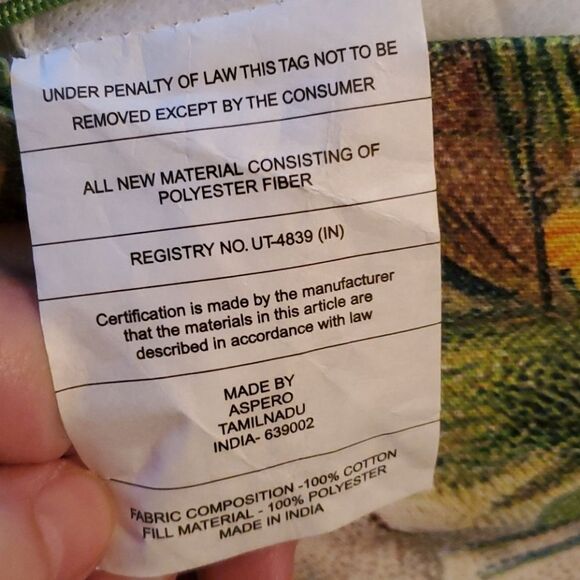 UNDER PENALTY OF LAW THIS TAG NOT TO BE
REMOVED EXCEPT BY THE CONSUMER
ALL NEW MATERIAL CONSISTING OF
POLYESTER FIBER
REGISTRY NO. UT-4839 (IN)
Certification is made by the manufacturer
that the materials in this article are
described in accordance with law
MADE BY
ASPERO
TAMILNADU
INDIA- 639002
FABRIC COMPOSITION -100% COTTON
FILL MATERIAL - 100% POLYESTER
MADE IN INDIA